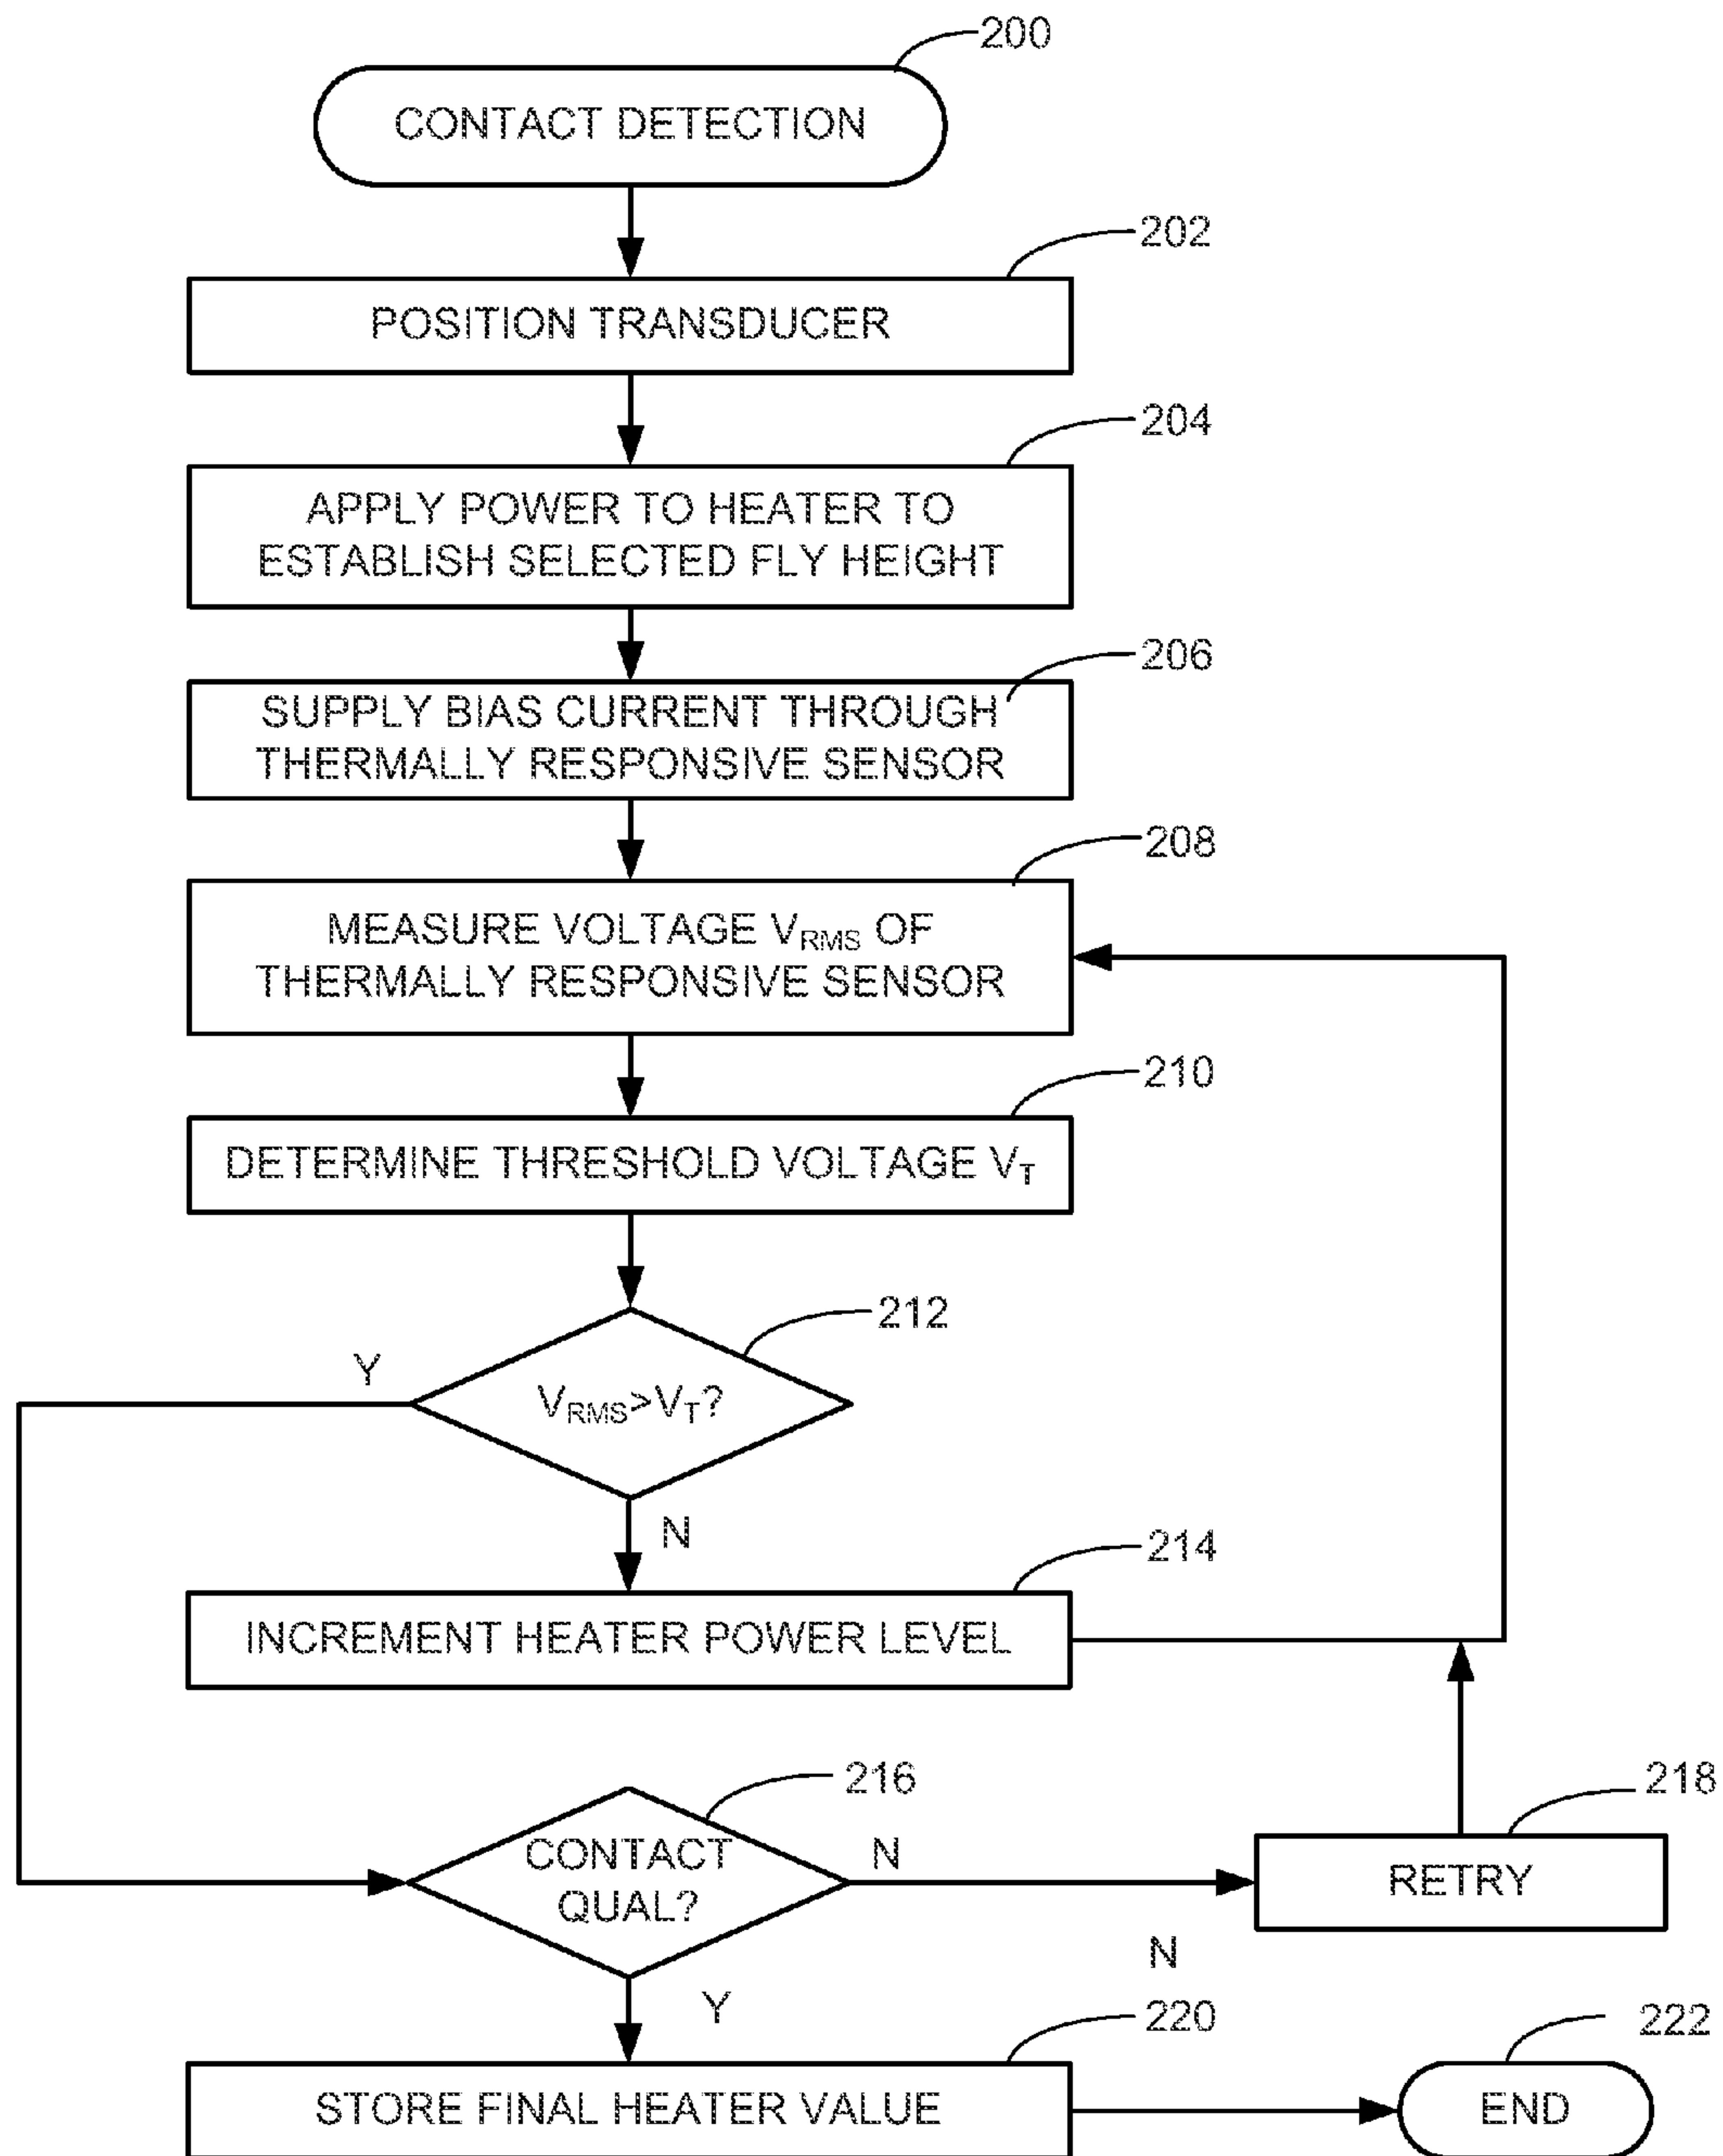 200
CONTACT DETECTION
202
POSITION TRANSDUCER
204
APPLY POWER TO HEATER TO
ESTABLISH SELECTED FLY HEIGHT
206
SUPPLY BIAS CURRENT THROUGH
THERMALLY RESPONSIVE SENSOR
208
MEASURE VOLTAGE VRMS OF
THERMALLY RESPONSIVE SENSOR
210
DETERMINE THRESHOLD VOLTAGE VT
212
Y
VRMS>VT?
N
214
INCREMENT HEATER POWER LEVEL
216
218
CONTACT
QUAL?
N
RETRY
N
Y
220
222
STORE FINAL HEATER VALUE
END